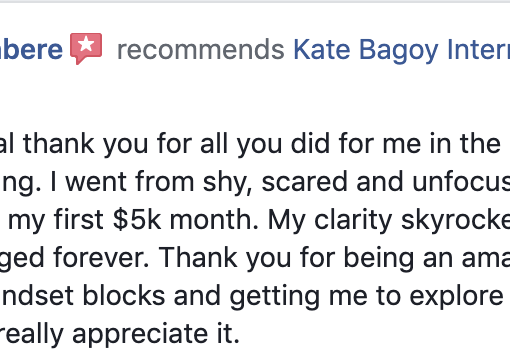 bere recommends Kate Bagoy Inter
al thank you for all you did for me in the
ng. I went from shy, scared and unfocus
my first $5k month. My clarity skyrocke
ged forever. Thank you for being an ama
ndset blocks and getting me to explore
really appreciate it.